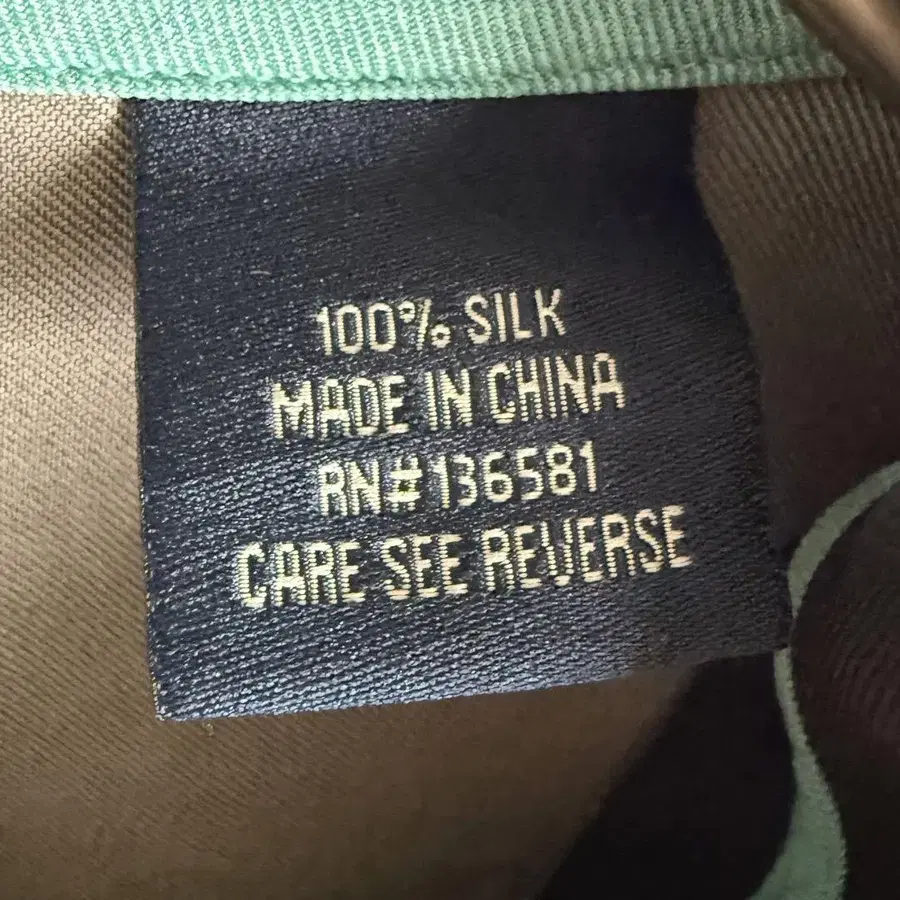 100% SILK
MADE IN CHINA
RN# 136581
CARE SEE REVERSE